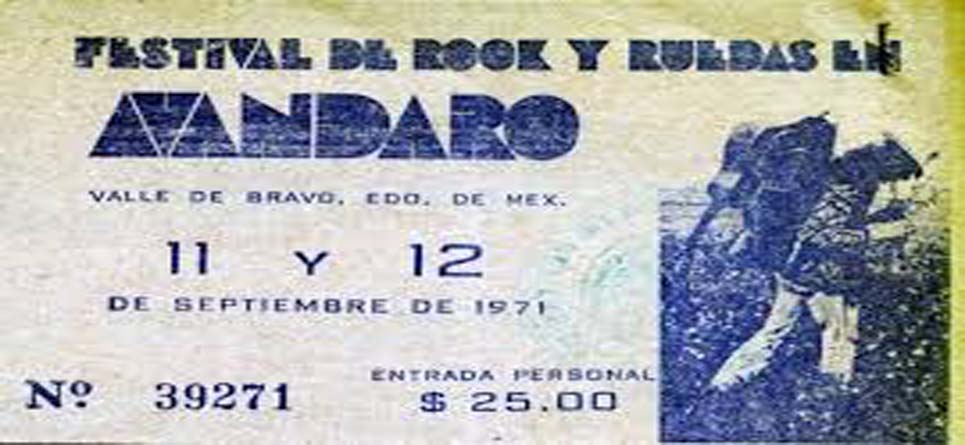 FESTIVAL DE ROCK Y RUEDAS EN
AVANDARO
VALLE DE BRAVO, EDO. DE MEX.
11 Y 12
DE SEPTIEMBRE DE 1971
ENTRADA PERSONAL
Nº 39271
$ 25.00